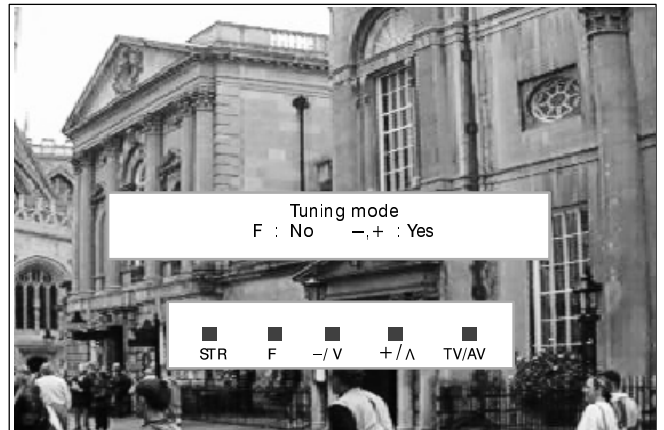 Tuning mode
F : No −,+ : Yes
STR F −/∨ +/∧ TV/AV